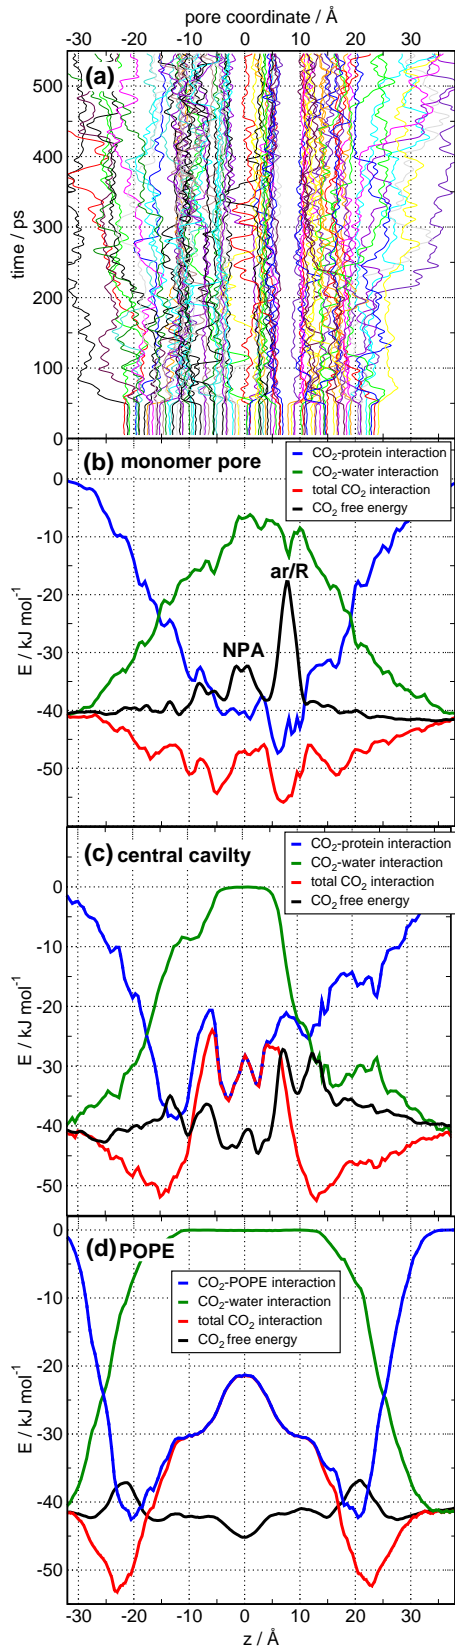 pore coordinate / Å
-30 -20 -10 0 10 20 30
(a)
time / ps
500
400
300
200
100
0
(b) monomer pore
CO2-protein interaction
CO2-water interaction
total CO2 interaction
CO2 free energy
ar/R
NPA
E / kJ mol-1
0
-10
-20
-30
-40
-50
(c) central cavilty
CO2-protein interaction
CO2-water interaction
total CO2 interaction
CO2 free energy
E / kJ mol-1
0
-10
-20
-30
-40
-50
(d) POPE
CO2-POPE interaction
CO2-water interaction
total CO2 interaction
CO2 free energy
E / kJ mol-1
0
-10
-20
-30
-40
-50
-30 -20 -10 0 10 20 30
z / Å